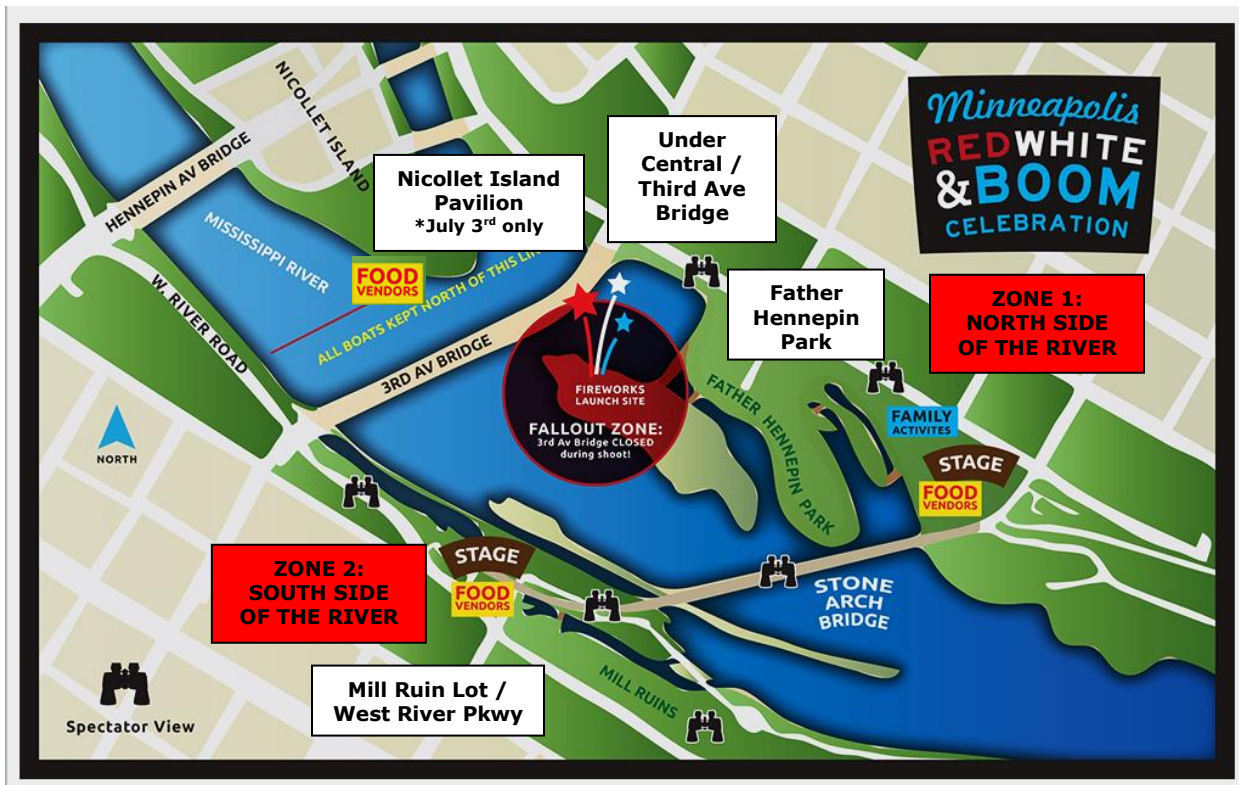 Minneapolis
REDWHITE
&BOOM
CELEBRATION
NICOLLET ISLAND
HENNEPIN AV BRIDGE
Under
Central /
Third Ave
Bridge
Nicollet Island
Pavilion
*July 3rd only
MISSISSIPPI RIVER
FOOD
VENDORS
ALL BOATS KEPT NORTH OF THIS LIN
W. RIVER ROAD
3RD AV BRIDGE
Father
Hennepin
Park
ZONE 1:
NORTH SIDE
OF THE RIVER
FIREWORKS
LAUNCH SITE
FALLOUT ZONE:
3rd Av Bridge CLOSED
during shoot!
FATHER HENNEPIN PARK
FAMILY
ACTIVITES
STAGE
FOOD
VENDORS
NORTH
ZONE 2:
SOUTH SIDE
OF THE RIVER
STAGE
FOOD
VENDORS
STONE
ARCH
BRIDGE
Mill Ruin Lot /
West River Pkwy
MILL RUINS
Spectator View